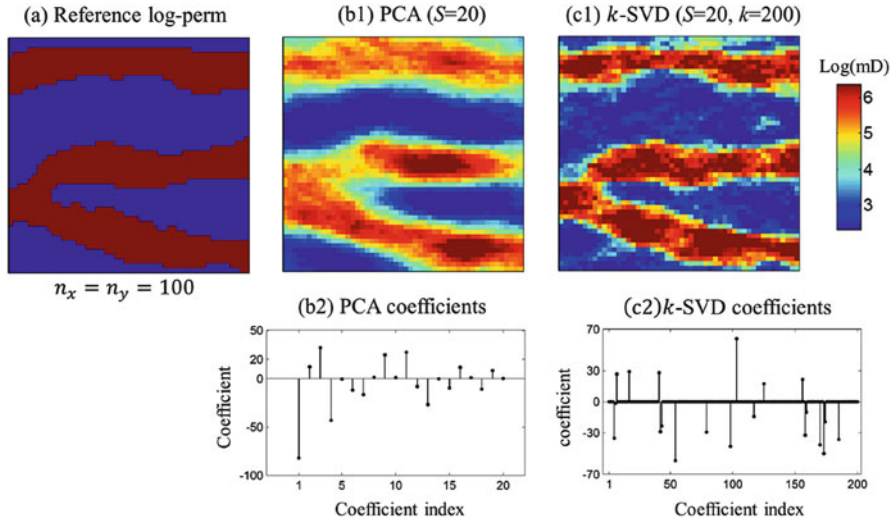 (a) Reference log-perm
(b1) PCA (S=20)
(c1) k-SVD (S=20, k=200)
Log(mD)
6
5
4
3
n_x = n_y = 100
(b2) PCA coefficients
(c2)k-SVD coefficients
Coefficient
50
20
0
-50
-100
1
5
10
15
20
Coefficient index
coefficient
70
30
0
-30
-70
1
50
100
150
200
Coefficient index